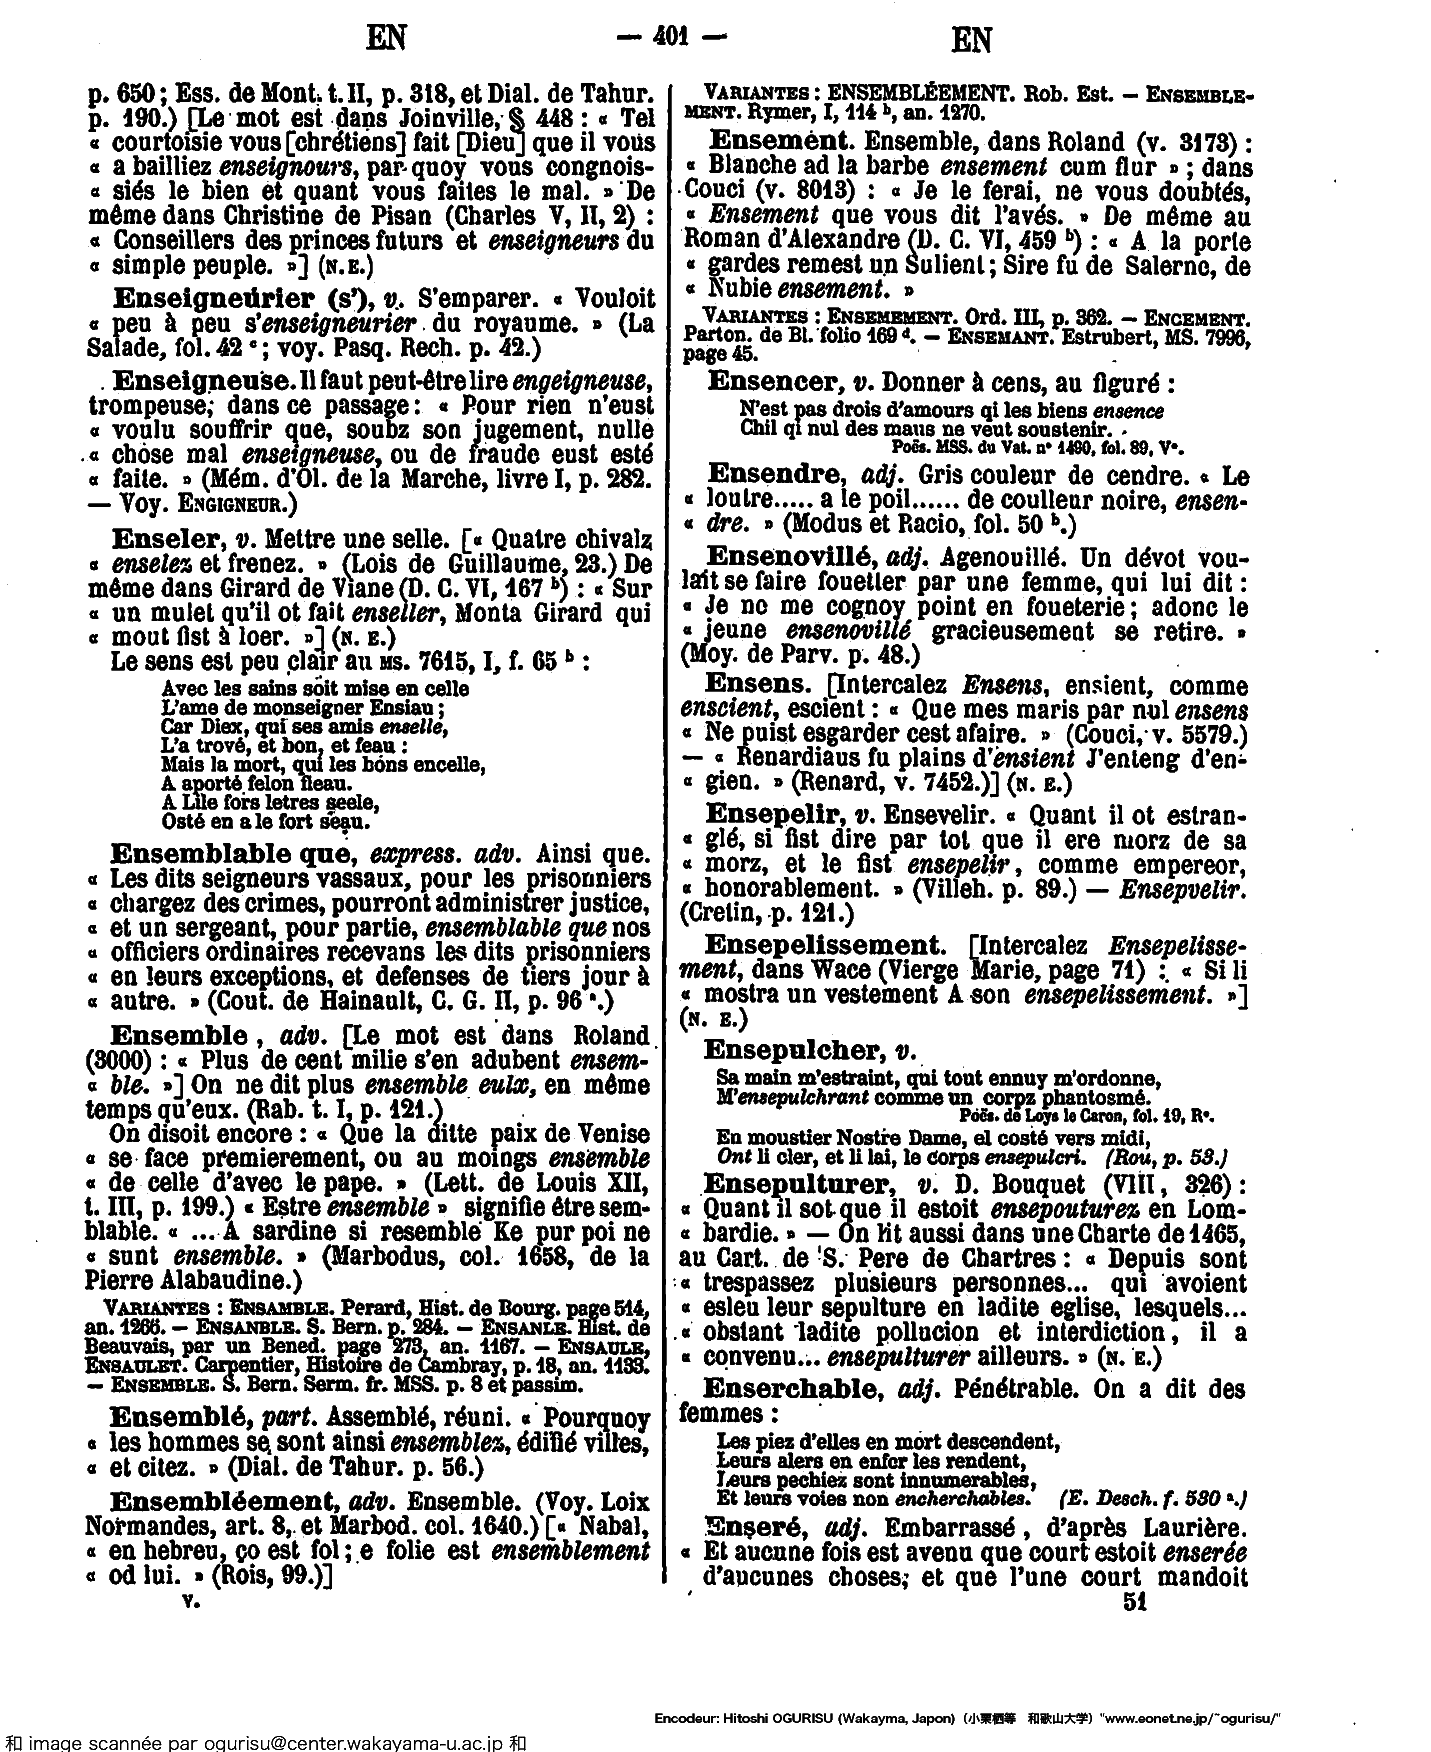 EN — 401 — EN
p. 650 ; Ess. de Mont. t. II, p. 318, et Dial. de Tahur.
p. 190.) [Le mot est dans Joinville, § 448 : « Tel
« courtoisie vous [chrétiens] fait [Dieu] que il vous
« a bailliez enseignours, par quoy vous congnois-
« siés le bien et quant vous faites le mal. » De
même dans Christine de Pisan (Charles V, II, 2) :
« Conseillers des princes futurs et enseigneurs du
« simple peuple. »] (N. E.)
Enseigneurier (s'), v. S'emparer. « Vouloit
« peu à peu s'enseigneurier du royaume. » (La
Salade, fol. 42 c ; voy. Pasq. Rech. p. 42.)
Enseigneuse. Il faut peut-être lire engeigneuse,
trompeuse, dans ce passage : « Pour rien n'eust
« voulu souffrir que, soubz son jugement, nulle
« chose mal enseigneuse, ou de fraude eust esté
« faite. » (Mém. d'Ol. de la Marche, livre I, p. 282.
— Voy. ENGIGNEUR.)
Enseler, v. Mettre une selle. [« Quatre chivalz
« enselez et frenez. » (Lois de Guillaume, 23.) De
même dans Girard de Viane (D. C. VI, 167 b) : « Sur
« un mulet qu'il ot fait enseller, Monta Girard qui
« mout fist à loer. »] (N. E.)
Le sens est peu clair au MS. 7615, I, f. 65 b :
Avec les sains soit mise en celle
L'ame de monseigner Ensiau ;
Car Diex, qui ses amis enselle,
L'a trové, et bon, et feau :
Mais la mort, qui les bons encelle,
A aporté felon fleau.
A Lile fors letres seele,
Osté en a le fort seau.
Ensemblable que, express. adv. Ainsi que.
« Les dits seigneurs vassaux, pour les prisonniers
« chargez des crimes, pourront administrer justice,
« et un sergeant, pour partie, ensemblable que nos
« officiers ordinaires recevans les dits prisonniers
« en leurs exceptions, et defenses de tiers jour à
« autre. » (Cout. de Hainault, C. G. II, p. 96 a.)
Ensemble, adv. [Le mot est dans Roland
(3000) : « Plus de cent milie s'en adubent ensem-
« ble. »] On ne dit plus ensemble eulx, en même
temps qu'eux. (Rab. t. I, p. 121.)
On disoit encore : « Que la ditte paix de Venise
« se face premierement, ou au moings ensemble
« de celle d'avec le pape. » (Lett. de Louis XII,
t. III, p. 199.) « Estre ensemble » signifie être sem-
blable. « ... A sardine si resemble Ke pur poi ne
« sunt ensemble. » (Marbodus, col. 1658, de la
Pierre Alabaudine.)
VARIANTES : ENSAMBLE. Perard, Hist. de Bourg. page 514,
an. 1266. — ENSANBLE. S. Bern. p. 284. — ENSANLE. Hist. de
Beauvais, par un Bened. page 273, an. 1167. — ENSAULE,
ENSAULET. Carpentier, Histoire de Cambray, p. 18, an. 1133.
— ENSEMBLE. S. Bern. Serm. fr. MSS. p. 8 et passim.
Ensemblé, part. Assemblé, réuni. « Pourquoy
« les hommes se sont ainsi ensemblez, édifié villes,
« et citez. » (Dial. de Tahur. p. 56.)
Ensembléement, adv. Ensemble. (Voy. Loix
Normandes, art. 8, et Marbod. col. 1640.) [« Nabal,
« en hebreu, ço est fol ; e folie est ensemblement
« od lui. » (Rois, 99.)]
V.
VARIANTES : ENSEMBLÉEMENT. Rob. Est. — ENSEMBLE-
MENT. Rymer, I, 114 b, an. 1270.
Ensement. Ensemble, dans Roland (v. 3173) :
« Blanche ad la barbe ensement cum flur » ; dans
Couci (v. 8013) : « Je le ferai, ne vous doubtés,
« Ensement que vous dit l'avés. » De même au
Roman d'Alexandre (D. C. VI, 459 b) : « A la porte
« gardes remest un Sulient ; Sire fu de Salerne, de
« Nubie ensement. »
VARIANTES : ENSEMEMENT. Ord. III, p. 362. — ENCEMENT.
Parton. de Bl. folio 169 d. — ENSEMANT. Estrubert, MS. 7996,
page 45.
Ensencer, v. Donner à cens, au figuré :
N'est pas drois d'amours qi les biens ensence
Chil qi nul des maus ne veut soustenir.
Poës. MSS. du Vat. n° 1490, fol. 89, V°.
Ensendre, adj. Gris couleur de cendre. « Le
« loutre..... a le poil...... de coulleur noire, ensen-
« dre. » (Modus et Racio, fol. 50 b.)
Ensenovillé, adj. Agenouillé. Un dévot vou-
lait se faire fouetter par une femme, qui lui dit :
« Je ne me cognoy point en foueterie ; adonc le
« jeune ensenovillé gracieusement se retire. »
(Moy. de Parv. p. 48.)
Ensens. [Intercalez Ensens, ensient, comme
enscient, escient : « Que mes maris par nul ensens
« Ne puist esgarder cest afaire. » (Couci, v. 5579.)
— « Renardiaus fu plains d'ensient J'enteng d'en-
« gien. » (Renard, v. 7452.)] (N. E.)
Ensepelir, v. Ensevelir. « Quant il ot estran-
« glé, si fist dire par tot que il ere morz de sa
« morz, et le fist ensepelir, comme empereor,
« honorablement. » (Villeh. p. 89.) — Ensepvelir.
(Cretin, p. 121.)
Ensepelissement. [Intercalez Ensepelisse-
ment, dans Wace (Vierge Marie, page 71) : « Si li
« mostra un vestement A son ensepelissement. »]
(N. E.)
Ensepulcher, v.
Sa main m'estraint, qui tout ennuy m'ordonne,
M'ensepulchrant comme un corpz phantosmé.
Poës. de Loys le Caron, fol. 19, R°.
En moustier Nostre Dame, el costé vers midi,
Ont li cler, et li lai, le corps ensepulcri. (Rou, p. 53.)
Ensepulturer, v. D. Bouquet (VIII, 326) :
« Quant il sot que il estoit ensepouturez en Lom-
« bardie. » — On lit aussi dans une Charte de 1465,
au Cart. de S. Pere de Chartres : « Depuis sont
« trespassez plusieurs personnes... qui avoient
« esleu leur sepulture en ladite eglise, lesquels...
« obstant ladite pollucion et interdiction, il a
« convenu... ensepulturer ailleurs. » (N. E.)
Enserchable, adj. Pénétrable. On a dit des
femmes :
Les piez d'elles en mort descendent,
Leurs alers en enfer les rendent,
Leurs pechiez sont innumerables,
Et leurs voies non encherchables. (E. Desch. f. 530 a.)
Enseré, adj. Embarrassé, d'après Laurière.
« Et aucune fois est avenu que court estoit enserée
d'aucunes choses, et que l'une court mandoit
51
Encodeur: Hitoshi OGURISU (Wakayma, Japon) (小栗栖等 和歌山大学) "www.eonet.ne.jp/~ogurisu/"
和 image scannée par ogurisu@center.wakayama-u.ac.jp 和